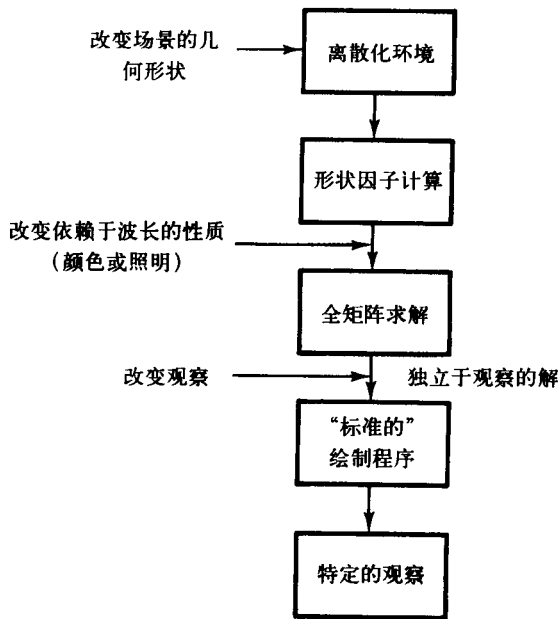 改变场景的几
何形状
离散化环境
形状因子计算
改变依赖于波长的性质
（颜色或照明）
全矩阵求解
改变观察
独立于观察的解
“标准的”
绘制程序
特定的观察